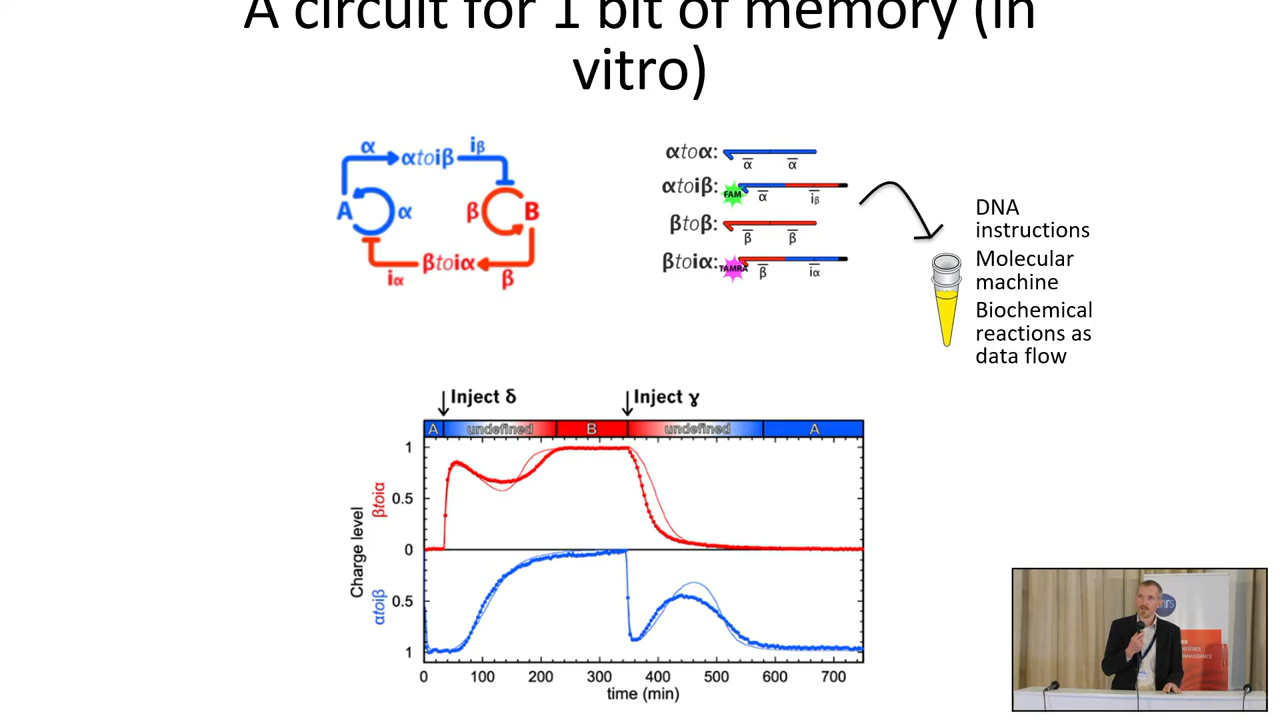 A circuit for 1 bit of memory (in
vitro)
α
αtoiβ
iβ
A
α
β
B
iα
βtoiα
β
αtoα:
α
α
αtoiβ:
FAM
α
iβ
βtoβ:
β
β
βtoiα:
TAMRA
β
iα
DNA
instructions
Molecular
machine
Biochemical
reactions as
data flow
Inject δ
Inject γ
A
undefined
B
undefined
A
Charge level
βtoiα
αtoiβ
1
0.5
0
0.5
1
0
100
200
300
400
500
600
700
time (min)